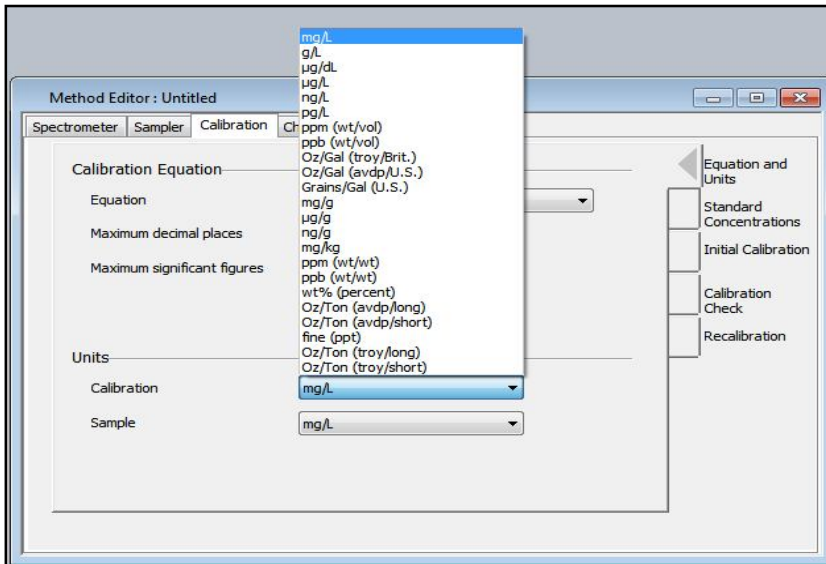 Method Editor : Untitled
Spectrometer Sampler Calibration Ch
mg/L
g/L
µg/dL
µg/L
ng/L
pg/L
ppm (wt/vol)
ppb (wt/vol)
Oz/Gal (troy/Brit.)
Oz/Gal (avdp/U.S.)
Grains/Gal (U.S.)
mg/g
µg/g
ng/g
mg/kg
ppm (wt/wt)
ppb (wt/wt)
wt% (percent)
Oz/Ton (avdp/long)
Oz/Ton (avdp/short)
fine (ppt)
Oz/Ton (troy/long)
Oz/Ton (troy/short)
Calibration Equation
Equation
Maximum decimal places
Maximum significant figures
Units
Calibration mg/L
Sample mg/L
Equation and
Units
Standard
Concentrations
Initial Calibration
Calibration
Check
Recalibration